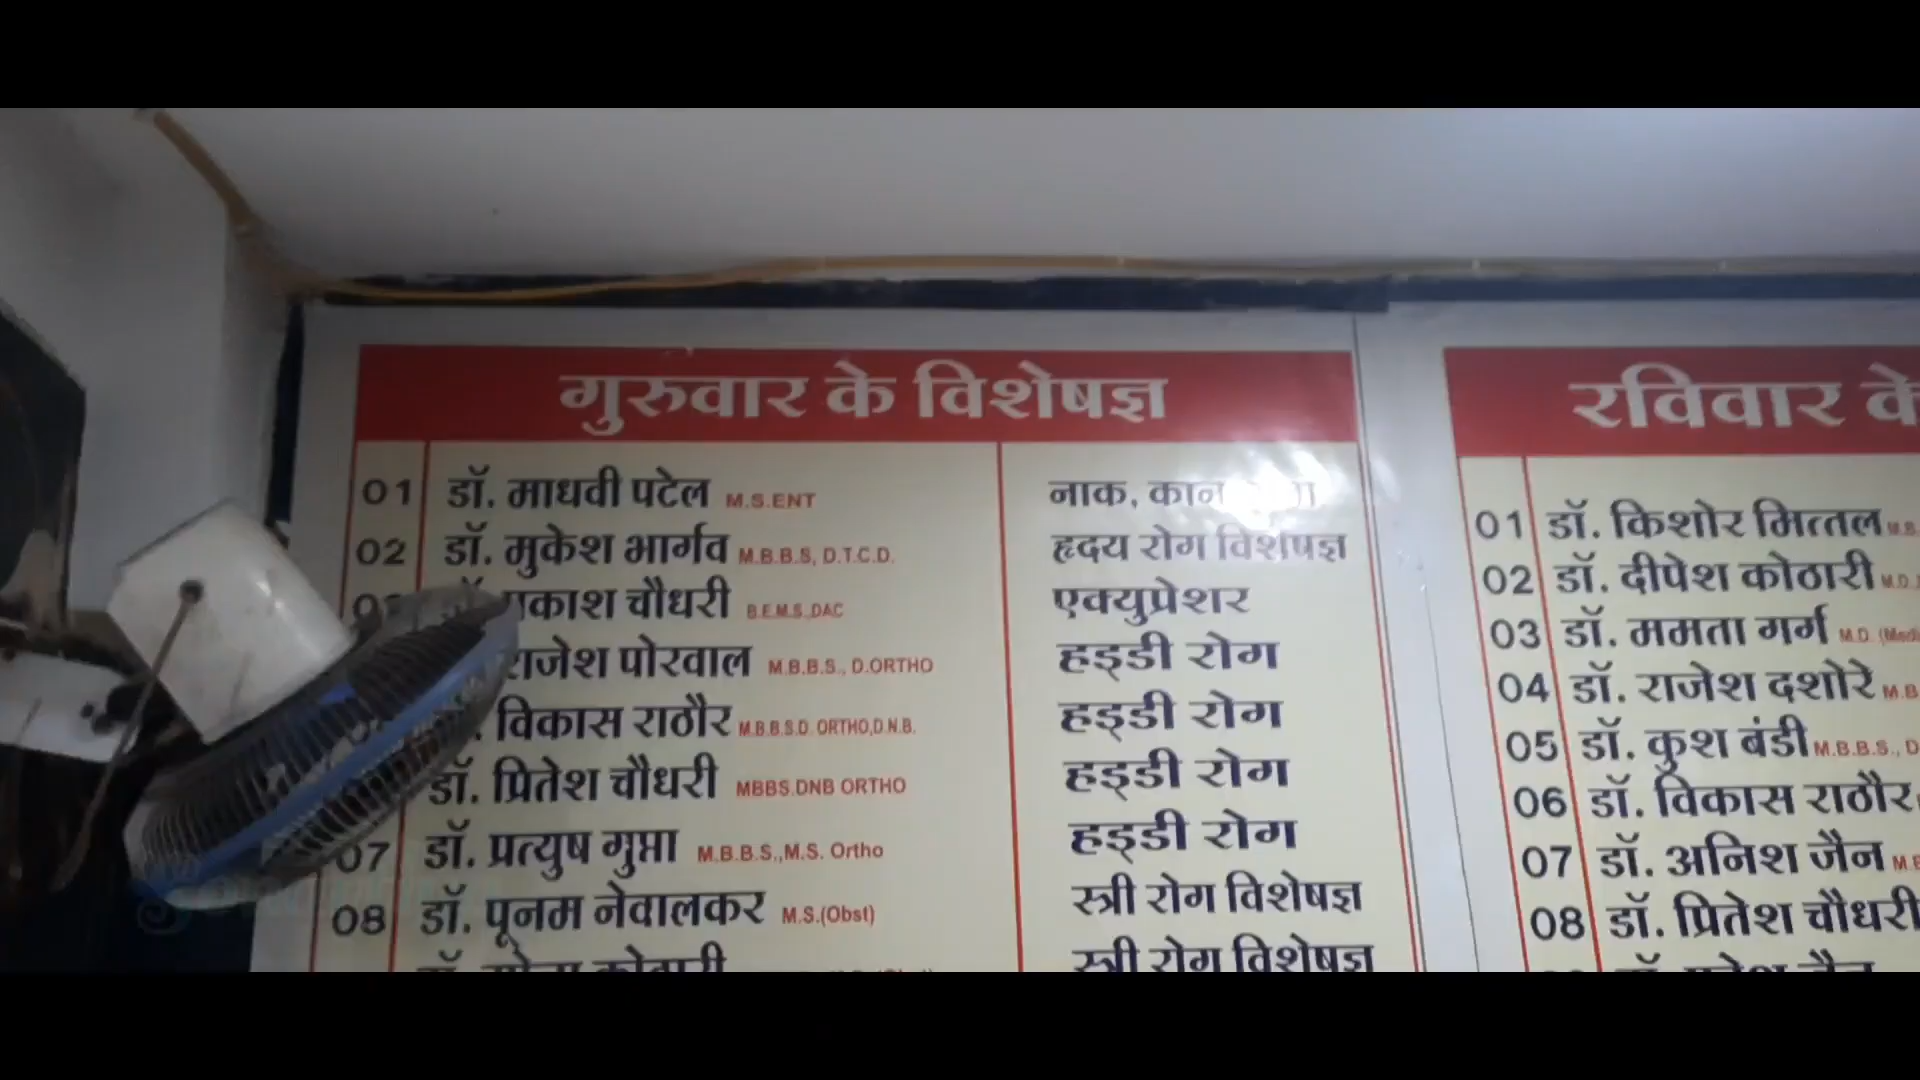 गुरुवार के विशेषज्ञ
01 डॉ. माधवी पटेल M.S.ENT नाक, कान
02 डॉ. मुकेश भार्गव M.B.B.S, D.T.C.D. हृदय रोग विशेषज्ञ
प्रकाश चौधरी B.E.M.S.,DAC एक्युप्रेशर
राजेश पोरवाल M.B.B.S., D.ORTHO हड्डी रोग
विकास राठौर M.B.B.S.D. ORTHO,D.N.B. हड्डी रोग
डॉ. प्रितेश चौधरी MBBS.DNB ORTHO हड्डी रोग
07 डॉ. प्रत्युष गुप्ता M.B.B.S.,M.S. Ortho हड्डी रोग
08 डॉ. पूनम नेवालकर M.S.(Obst) स्त्री रोग विशेषज्ञ
स्त्री रोग विशेषज्ञ
रविवार के
01 डॉ. किशोर मित्तल
02 डॉ. दीपेश कोठारी M.D.
03 डॉ. ममता गर्ग M.D.
04 डॉ. राजेश दशोरे
05 डॉ. कुश बंडी M.B.B.S.,
06 डॉ. विकास राठौर
07 डॉ. अनिश जैन
08 डॉ. प्रितेश चौधरी